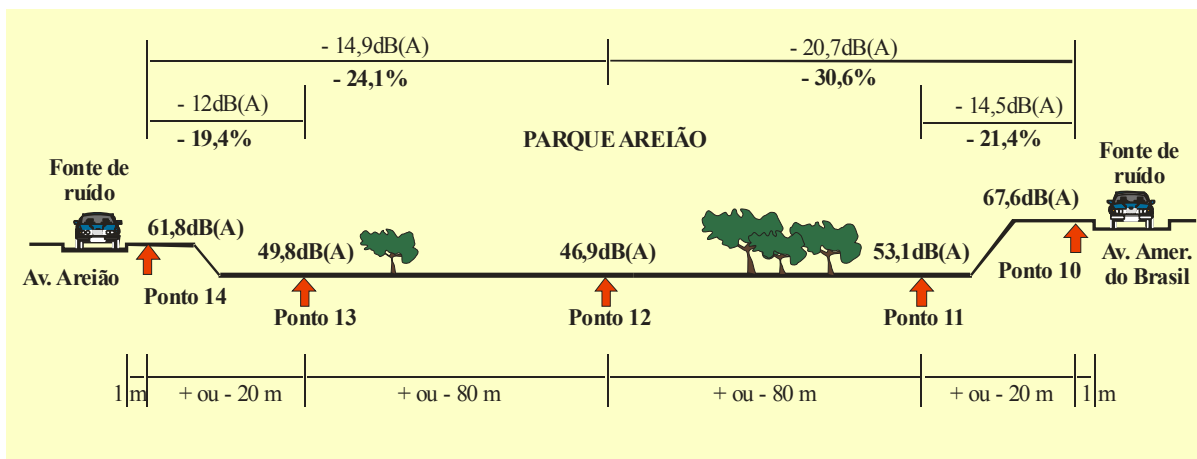 - 14,9dB(A)
- 24,1%
- 20,7dB(A)
- 30,6%
- 12dB(A)
- 19,4%
- 14,5dB(A)
- 21,4%
PARQUE AREIÃO
Fonte de
ruído
Fonte de
ruído
61,8dB(A)
49,8dB(A)
46,9dB(A)
53,1dB(A)
67,6dB(A)
Av. Areião
Ponto 14
Ponto 13
Ponto 12
Ponto 11
Ponto 10
Av. Amer.
do Brasil
1 m
+ ou - 20 m
+ ou - 80 m
+ ou - 80 m
+ ou - 20 m
1 m